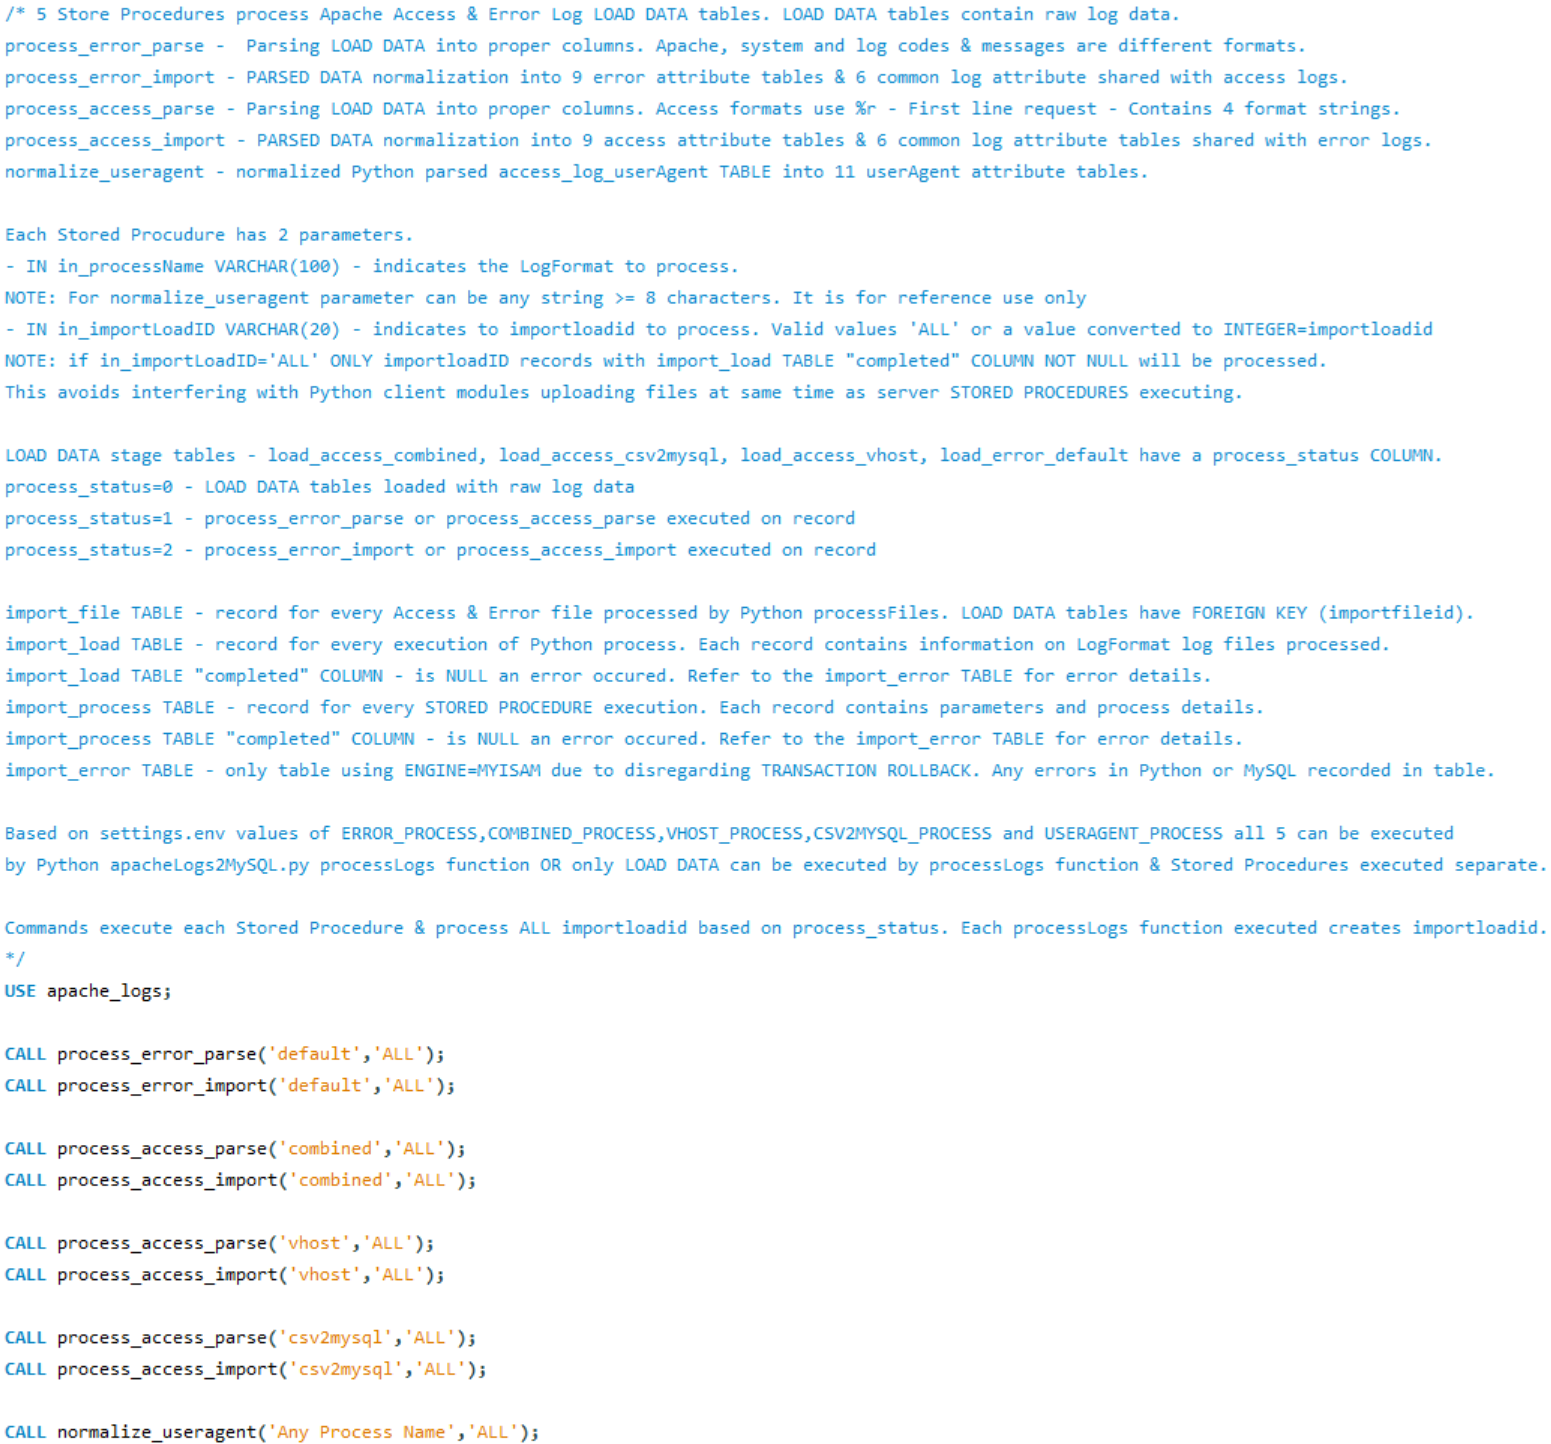 /* 5 Store Procedures process Apache Access & Error Log LOAD DATA tables. LOAD DATA tables contain raw log data.
process_error_parse -  Parsing LOAD DATA into proper columns. Apache, system and log codes & messages are different formats.
process_error_import - PARSED DATA normalization into 9 error attribute tables & 6 common log attribute shared with access logs.
process_access_parse - Parsing LOAD DATA into proper columns. Access formats use %r - First line request - Contains 4 format strings.
process_access_import - PARSED DATA normalization into 9 access attribute tables & 6 common log attribute tables shared with error logs.
normalize_useragent - normalized Python parsed access_log_userAgent TABLE into 11 userAgent attribute tables.

Each Stored Procudure has 2 parameters.
- IN in_processName VARCHAR(100) - indicates the LogFormat to process.
NOTE: For normalize_useragent parameter can be any string >= 8 characters. It is for reference use only
- IN in_importLoadID VARCHAR(20) - indicates to importloadid to process. Valid values 'ALL' or a value converted to INTEGER=importloadid
NOTE: if in_importLoadID='ALL' ONLY importloadID records with import_load TABLE "completed" COLUMN NOT NULL will be processed.
This avoids interfering with Python client modules uploading files at same time as server STORED PROCEDURES executing.

LOAD DATA stage tables - load_access_combined, load_access_csv2mysql, load_access_vhost, load_error_default have a process_status COLUMN.
process_status=0 - LOAD DATA tables loaded with raw log data
process_status=1 - process_error_parse or process_access_parse executed on record
process_status=2 - process_error_import or process_access_import executed on record

import_file TABLE - record for every Access & Error file processed by Python processFiles. LOAD DATA tables have FOREIGN KEY (importfileid).
import_load TABLE - record for every execution of Python process. Each record contains information on LogFormat log files processed.
import_load TABLE "completed" COLUMN - is NULL an error occured. Refer to the import_error TABLE for error details.
import_process TABLE - record for every STORED PROCEDURE execution. Each record contains parameters and process details.
import_process TABLE "completed" COLUMN - is NULL an error occured. Refer to the import_error TABLE for error details.
import_error TABLE - only table using ENGINE=MYISAM due to disregarding TRANSACTION ROLLBACK. Any errors in Python or MySQL recorded in table.

Based on settings.env values of ERROR_PROCESS,COMBINED_PROCESS,VHOST_PROCESS,CSV2MYSQL_PROCESS and USERAGENT_PROCESS all 5 can be executed
by Python apacheLogs2MySQL.py processLogs function OR only LOAD DATA can be executed by processLogs function & Stored Procedures executed separate.

Commands execute each Stored Procedure & process ALL importloadid based on process_status. Each processLogs function executed creates importloadid.
*/
USE apache_logs;

CALL process_error_parse('default','ALL');
CALL process_error_import('default','ALL');

CALL process_access_parse('combined','ALL');
CALL process_access_import('combined','ALL');

CALL process_access_parse('vhost','ALL');
CALL process_access_import('vhost','ALL');

CALL process_access_parse('csv2mysql','ALL');
CALL process_access_import('csv2mysql','ALL');

CALL normalize_useragent('Any Process Name','ALL');